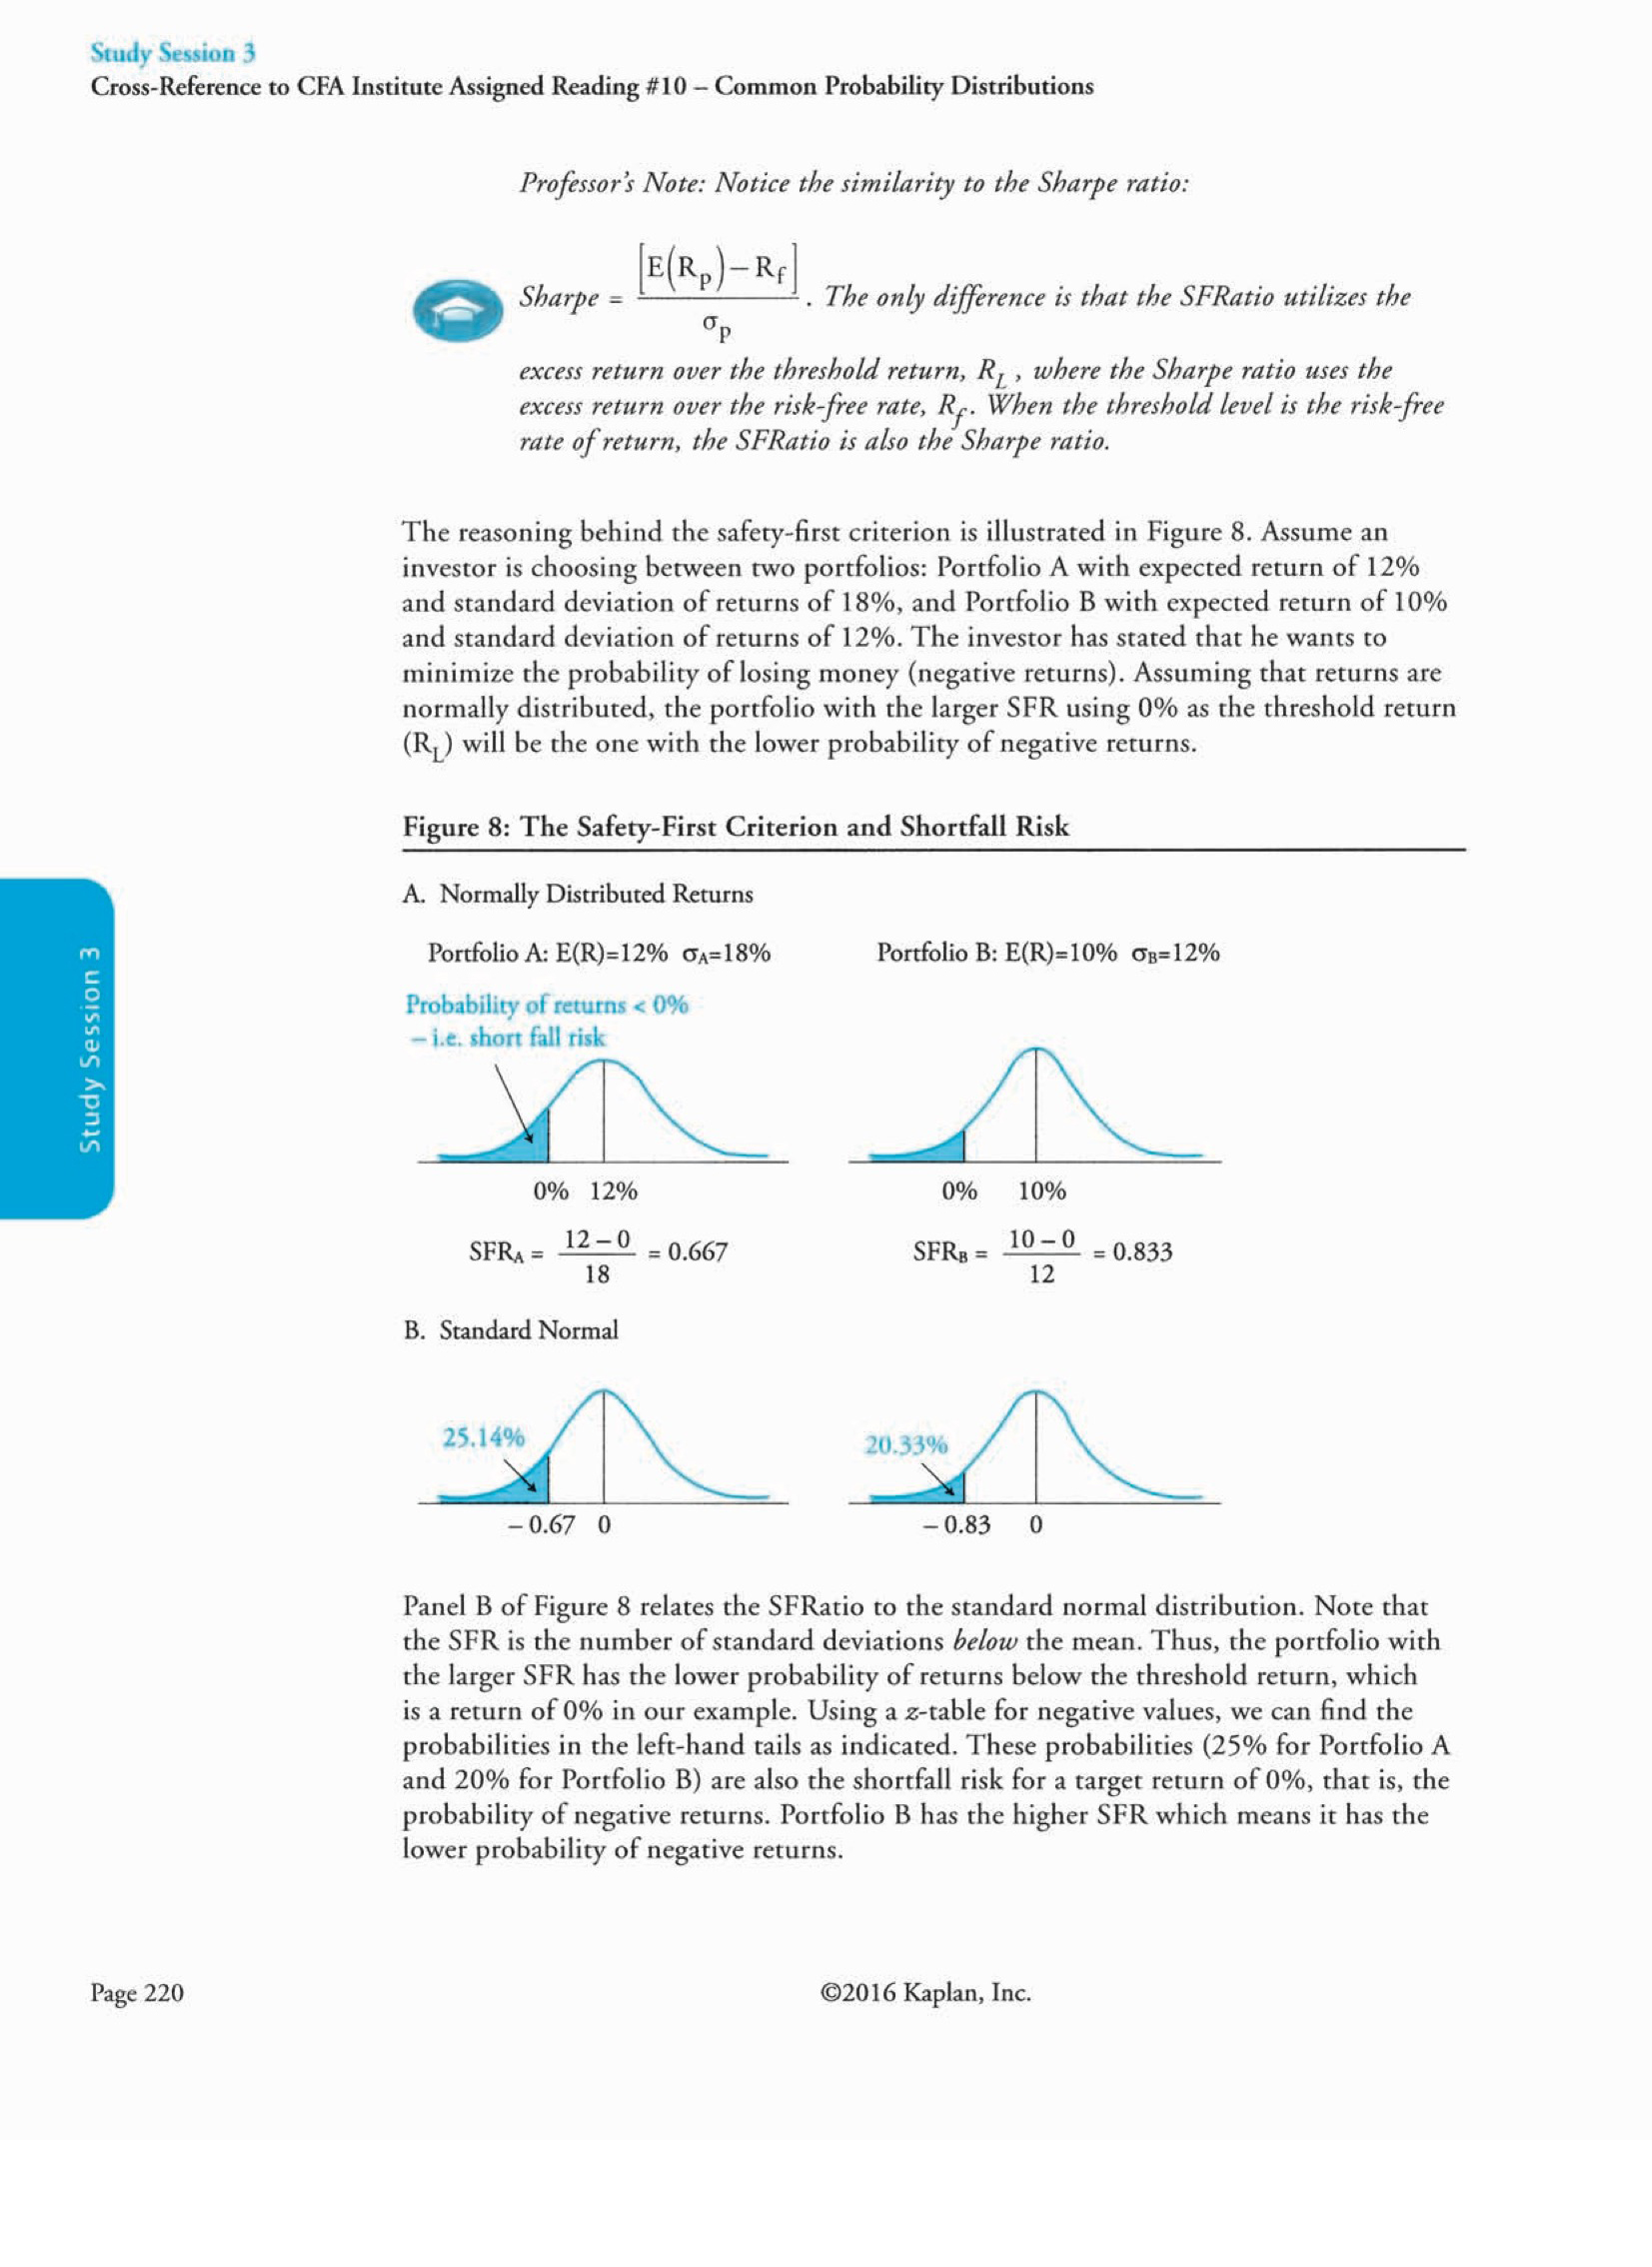 Study Session 3
Cross-Reference to CFA Institute Assigned Reading #10 – Common Probability Distributions
Professor's Note: Notice the similarity to the Sharpe ratio:
Sharpe = [E(Rp) – Rf] / σp . The only difference is that the SFRatio utilizes the
excess return over the threshold return, RL , where the Sharpe ratio uses the
excess return over the risk-free rate, Rf. When the threshold level is the risk-free
rate of return, the SFRatio is also the Sharpe ratio.
The reasoning behind the safety-first criterion is illustrated in Figure 8. Assume an
investor is choosing between two portfolios: Portfolio A with expected return of 12%
and standard deviation of returns of 18%, and Portfolio B with expected return of 10%
and standard deviation of returns of 12%. The investor has stated that he wants to
minimize the probability of losing money (negative returns). Assuming that returns are
normally distributed, the portfolio with the larger SFR using 0% as the threshold return
(RL) will be the one with the lower probability of negative returns.
Figure 8: The Safety-First Criterion and Shortfall Risk
A. Normally Distributed Returns
Portfolio A: E(R)=12% σA=18% Portfolio B: E(R)=10% σB=12%
Probability of returns < 0%
– i.e. short fall risk
0% 12% 0% 10%
SFRA = 12 – 0 / 18 = 0.667 SFRB = 10 – 0 / 12 = 0.833
B. Standard Normal
25.14% 20.33%
– 0.67 0 – 0.83 0
Panel B of Figure 8 relates the SFRatio to the standard normal distribution. Note that
the SFR is the number of standard deviations below the mean. Thus, the portfolio with
the larger SFR has the lower probability of returns below the threshold return, which
is a return of 0% in our example. Using a z-table for negative values, we can find the
probabilities in the left-hand tails as indicated. These probabilities (25% for Portfolio A
and 20% for Portfolio B) are also the shortfall risk for a target return of 0%, that is, the
probability of negative returns. Portfolio B has the higher SFR which means it has the
lower probability of negative returns.
Study Session 3
Page 220 ©2016 Kaplan, Inc.